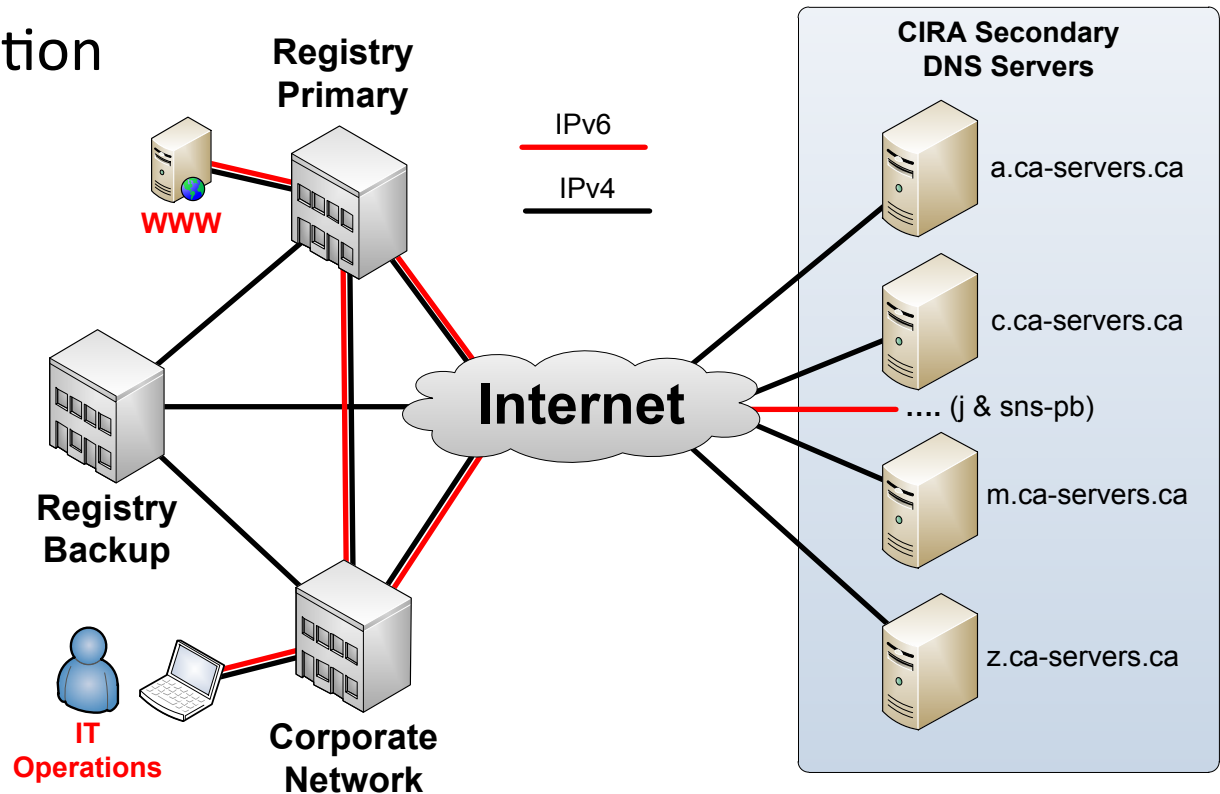 tion
Registry
Primary
WWW
IPv6
IPv4
Registry
Backup
Internet
IT
Operations
Corporate
Network
CIRA Secondary
DNS Servers
a.ca-servers.ca
c.ca-servers.ca
.... (j & sns-pb)
m.ca-servers.ca
z.ca-servers.ca